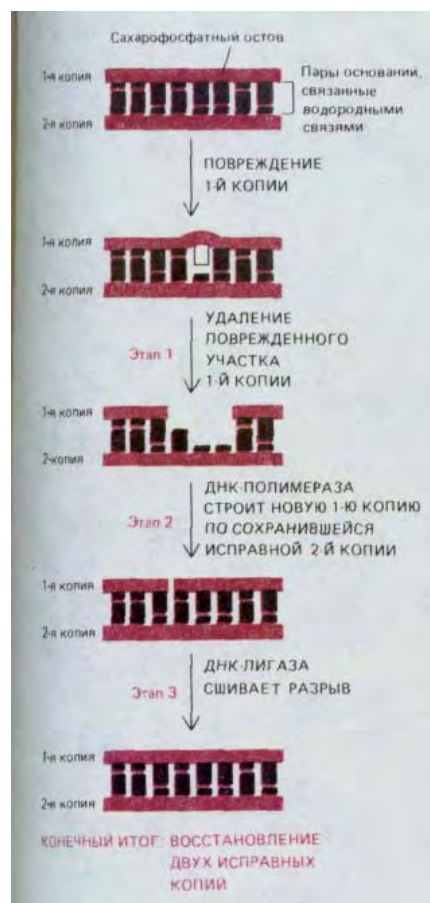 Сахарофосфатный остов
1-я копия
Пары оснований,
связанные
водородными
связями
2-я копия
ПОВРЕЖДЕНИЕ
1-Й КОПИИ
1-я копия
2-я копия
Этап 1
УДАЛЕНИЕ
ПОВРЕЖДЕННОГО
УЧАСТКА
1-Й КОПИИ
1-я копия
2-копия
Этап 2
ДНК-ПОЛИМЕРАЗА
СТРОИТ НОВУЮ 1-Ю КОПИЮ
ПО СОХРАНИВШЕЙСЯ
ИСПРАВНОЙ 2-Й КОПИИ
1-я копия
2-я копия
Этап 3
ДНК-ЛИГАЗА
СШИВАЕТ РАЗРЫВ
1-я копия
2-я копия
КОНЕЧНЫЙ ИТОГ: ВОССТАНОВЛЕНИЕ
ДВУХ ИСПРАВНЫХ
КОПИЙ